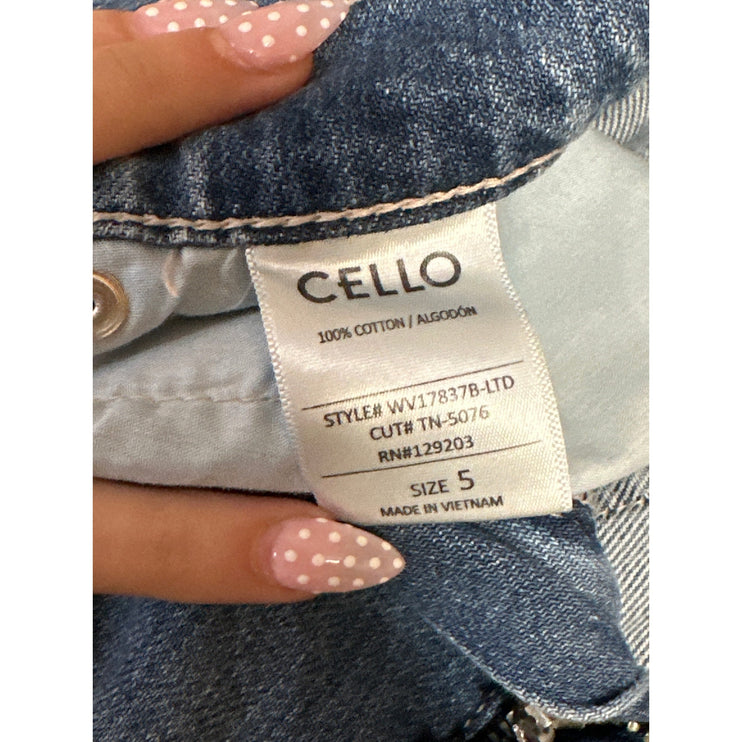 CELLO
100% COTTON / ALGODÓN
STYLE# WV17837B-LTD
CUT# TN-5076
RN#129203
SIZE 5
MADE IN VIETNAM